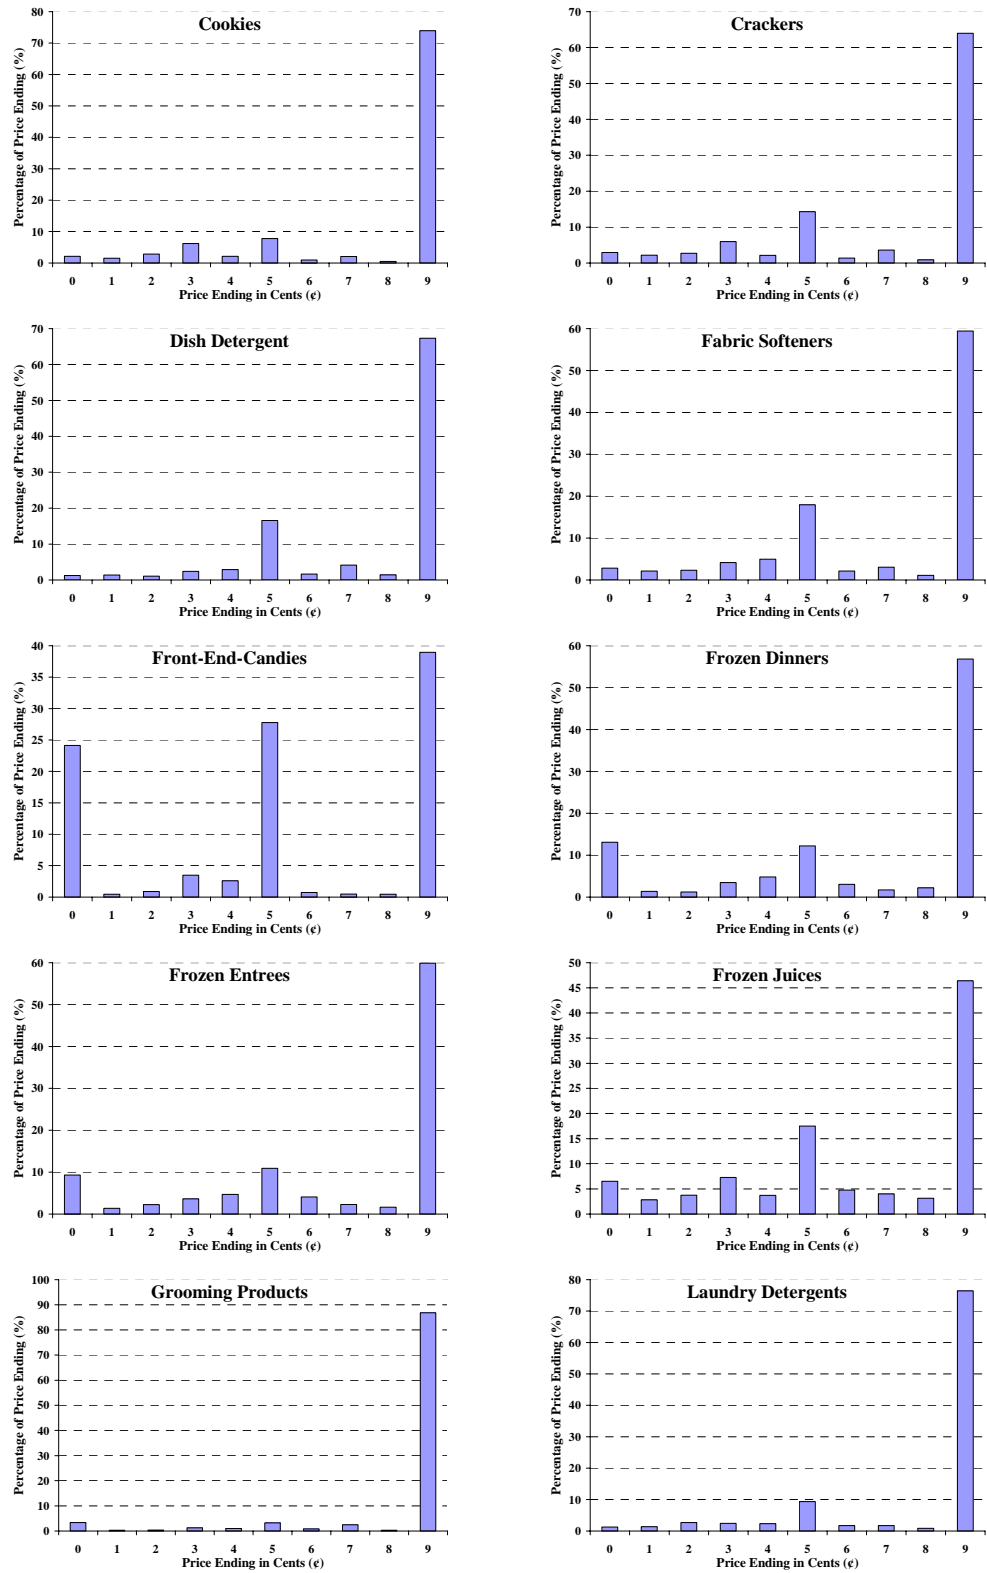 Cookies
Percentage of Price Ending (%)
80
70
60
50
40
30
20
10
0
0 1 2 3 4 5 6 7 8 9
Price Ending in Cents (¢)
Crackers
Percentage of Price Ending (%)
70
60
50
40
30
20
10
0
0 1 2 3 4 5 6 7 8 9
Price Ending in Cents (¢)
Dish Detergent
Percentage of Price Ending (%)
70
60
50
40
30
20
10
0
0 1 2 3 4 5 6 7 8 9
Price Ending in Cents (¢)
Fabric Softeners
Percentage of Price Ending (%)
60
50
40
30
20
10
0
0 1 2 3 4 5 6 7 8 9
Price Ending in Cents (¢)
Front-End-Candies
Percentage of Price Ending (%)
40
35
30
25
20
15
10
5
0
0 1 2 3 4 5 6 7 8 9
Price Ending in Cents (¢)
Frozen Dinners
Percentage of Price Ending (%)
60
50
40
30
20
10
0
0 1 2 3 4 5 6 7 8 9
Price Ending in Cents (¢)
Frozen Entrees
Percentage of Price Ending (%)
60
50
40
30
20
10
0
0 1 2 3 4 5 6 7 8 9
Price Ending in Cents (¢)
Frozen Juices
Percentage of Price Ending (%)
50
45
40
35
30
25
20
15
10
5
0
0 1 2 3 4 5 6 7 8 9
Price Ending in Cents (¢)
Grooming Products
Percentage of Price Ending (%)
100
90
80
70
60
50
40
30
20
10
0
0 1 2 3 4 5 6 7 8 9
Price Ending in Cents (¢)
Laundry Detergents
Percentage of Price Ending (%)
80
70
60
50
40
30
20
10
0
0 1 2 3 4 5 6 7 8 9
Price Ending in Cents (¢)